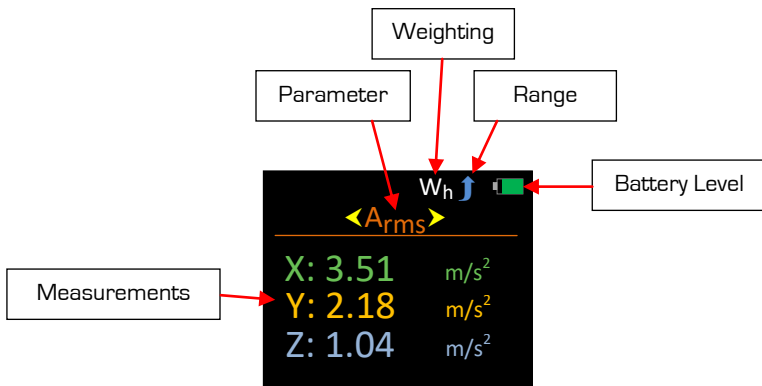 Weighting
Parameter
Range
Wh
Battery Level
Arms
X: 3.51 m/s²
Measurements
Y: 2.18 m/s²
Z: 1.04 m/s²